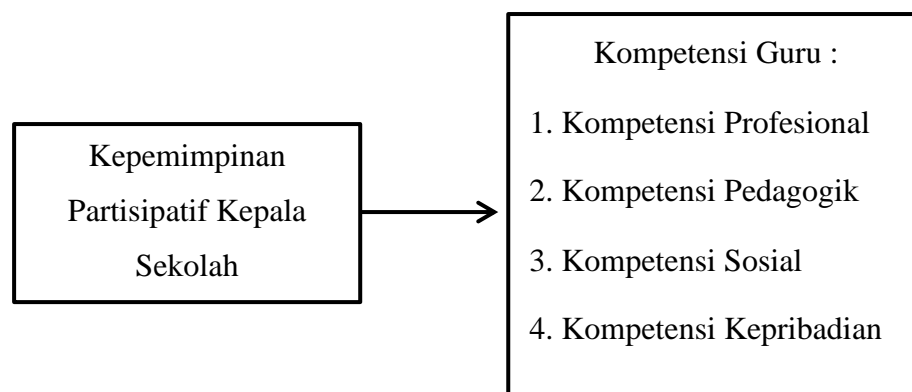 Kepemimpinan
Partisipatif Kepala
Sekolah
Kompetensi Guru :
1. Kompetensi Profesional
2. Kompetensi Pedagogik
3. Kompetensi Sosial
4. Kompetensi Kepribadian